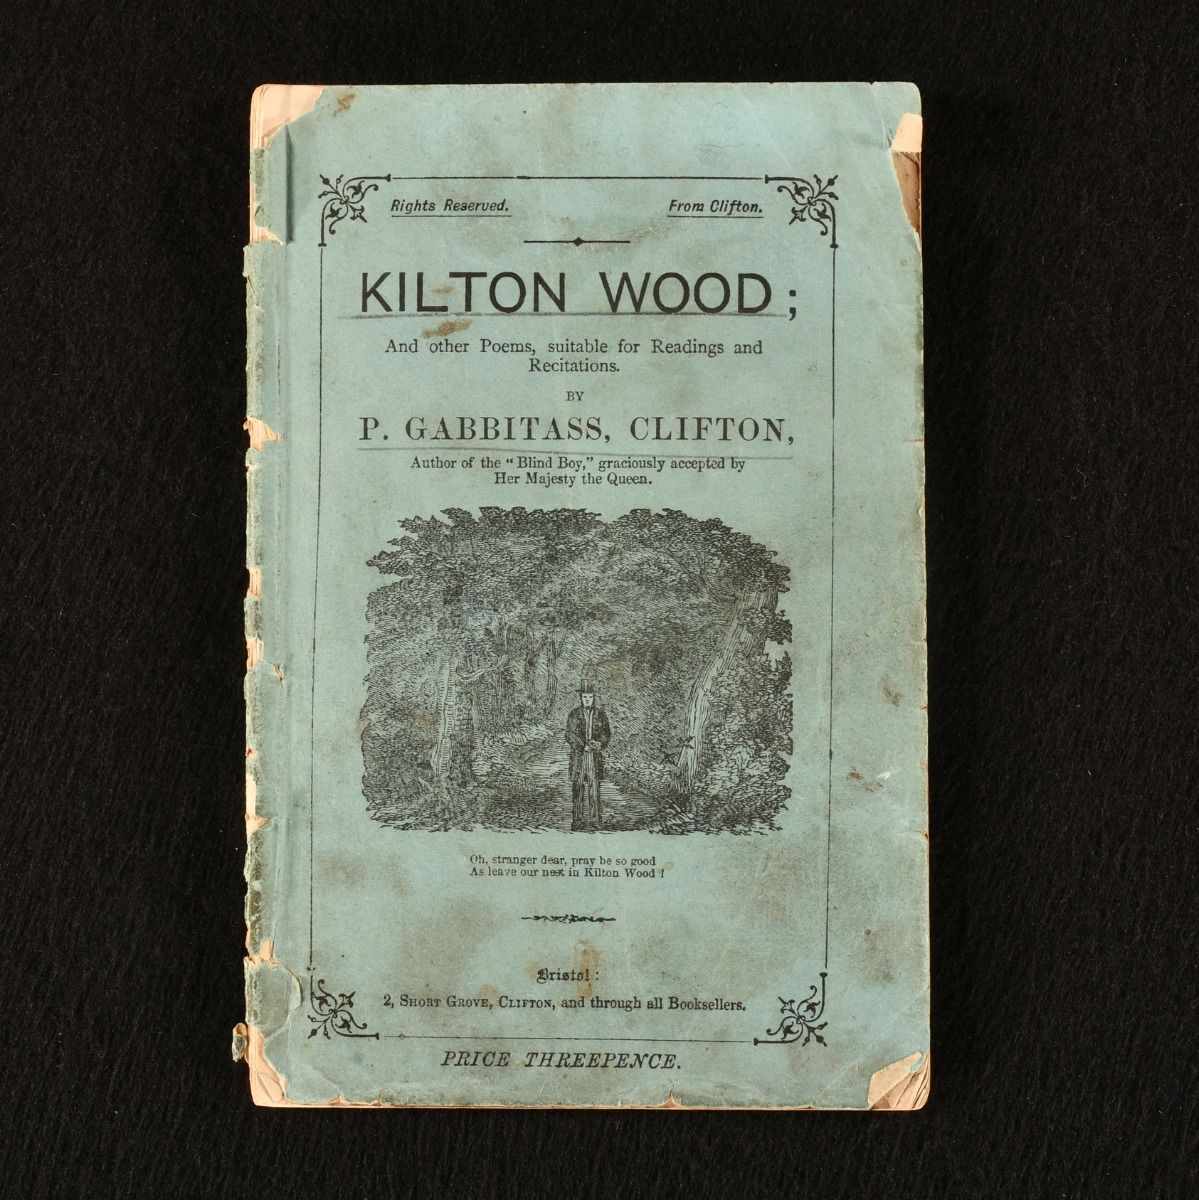 Rights Reserved. From Clifton.
KILTON WOOD;
And other Poems, suitable for Readings and
Recitations.
BY
P. GABBITASS, CLIFTON,
Author of the "Blind Boy," graciously accepted by
Her Majesty the Queen.
Oh, stranger dear, pray be so good
As leave our nest in Kilton Wood!
Bristol:
2, SHORT GROVE, CLIFTON, and through all Booksellers.
PRICE THREEPENCE.